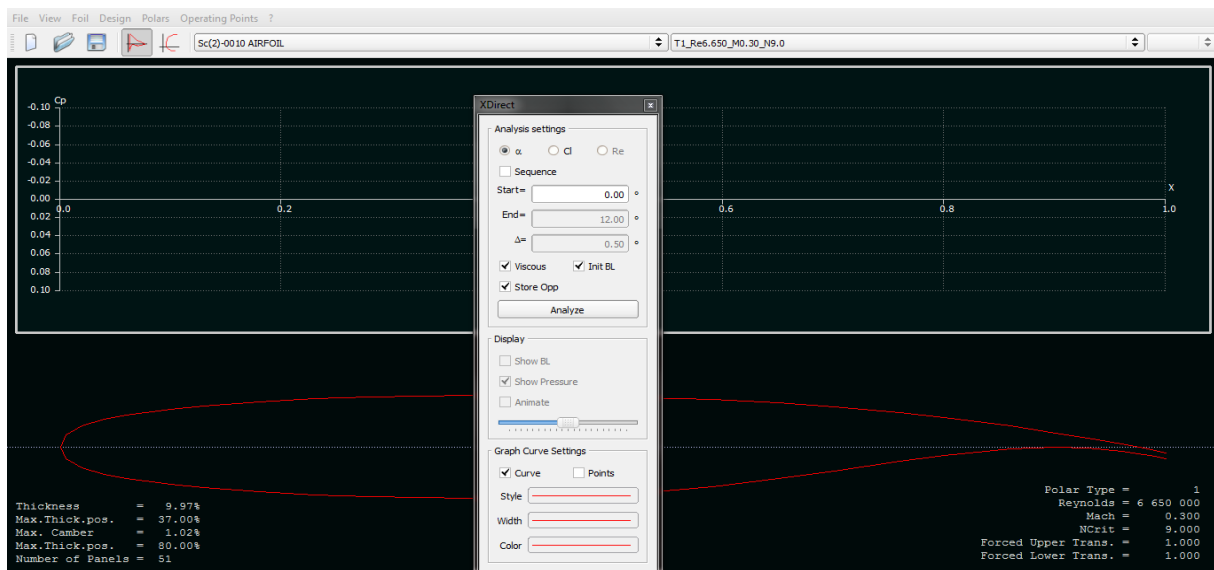 File View Foil Design Polars Operating Points ?
Sc(2)-0010 AIRFOIL
T1_Re6.650_M0.30_N9.0
Cp
-0.10
-0.08
-0.06
-0.04
-0.02
0.00
0.02
0.04
0.06
0.08
0.10
0.0
0.2
0.6
0.8
1.0
X
XDirect
Analysis settings
α Cl Re
Sequence
Start= 0.00 °
End= 12.00 °
Δ= 0.50 °
Viscous Init BL
Store Opp
Analyze
Display
Show BL
Show Pressure
Animate
Graph Curve Settings
Curve Points
Style
Width
Color
Thickness = 9.97%
Max.Thick.pos. = 37.00%
Max. Camber = 1.02%
Max.Thick.pos. = 80.00%
Number of Panels = 51
Polar Type = 1
Reynolds = 6 650 000
Mach = 0.300
NCrit = 9.000
Forced Upper Trans. = 1.000
Forced Lower Trans. = 1.000